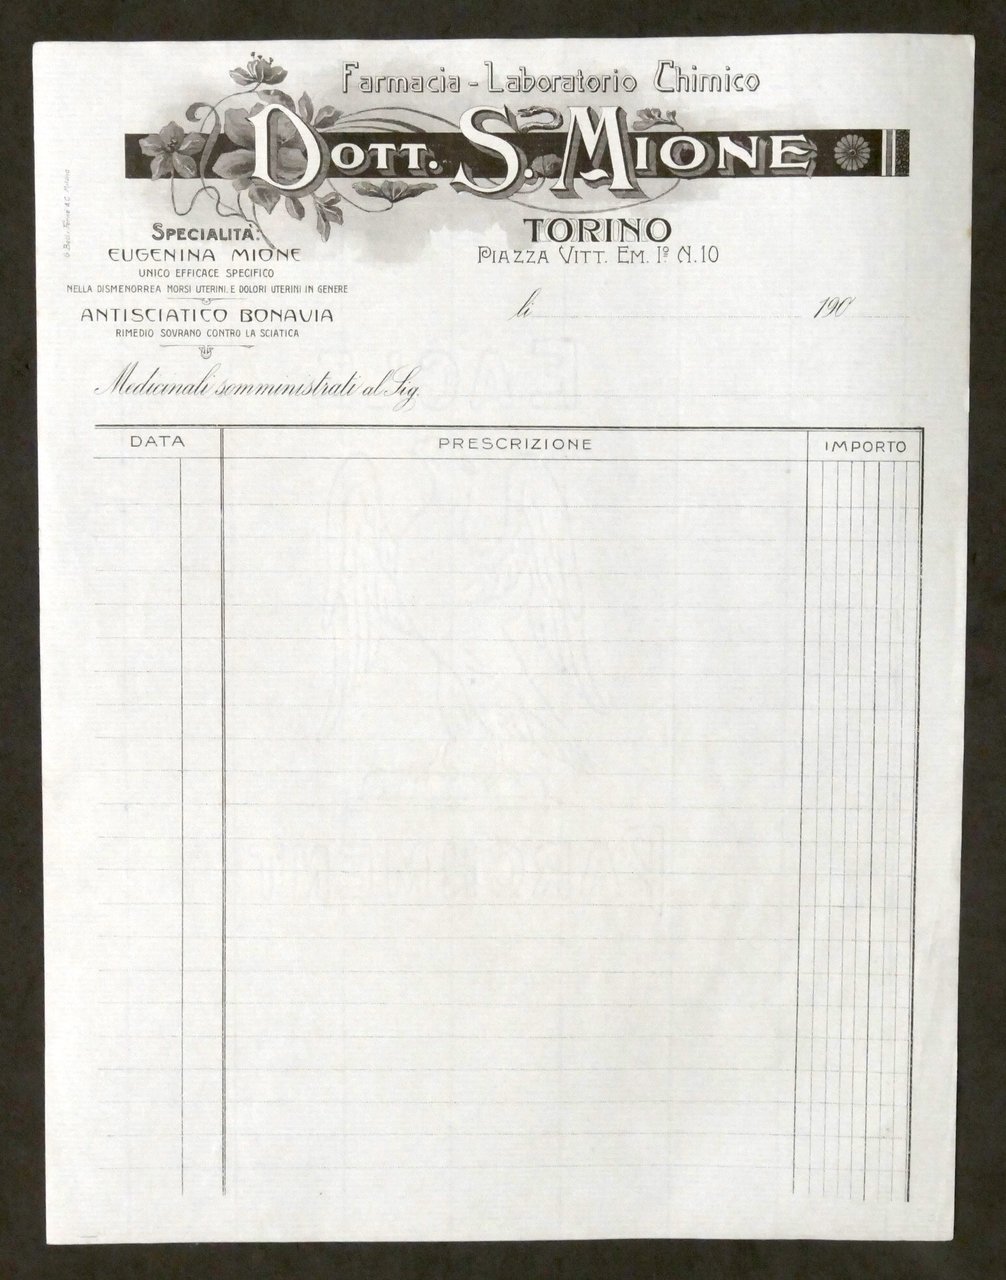 Farmacia - Laboratorio Chimico
Dott. S. Mione
TORINO
Piazza Vitt. Em. Iº N. 10
Specialità:
EUGENINA MIONE
UNICO EFFICACE SPECIFICO
NELLA DISMENORREA MORSI UTERINI, E DOLORI UTERINI IN GENERE
ANTISCIATICO BONAVIA
RIMEDIO SOVRANO CONTRO LA SCIATICA
li 190
Medicinali somministrati al Sig.
DATA PRESCRIZIONE IMPORTO